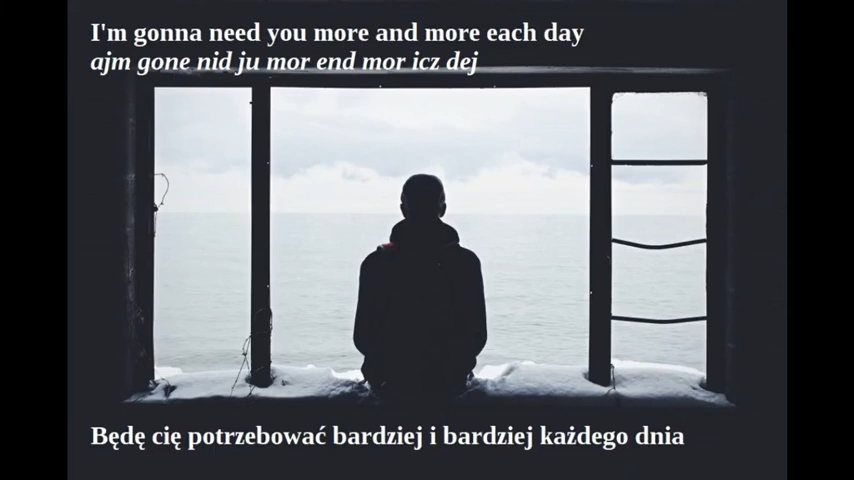 I'm gonna need you more and more each day
ajm gone nid ju mor end mor icz dej
Będę cię potrzebować bardziej i bardziej każdego dnia